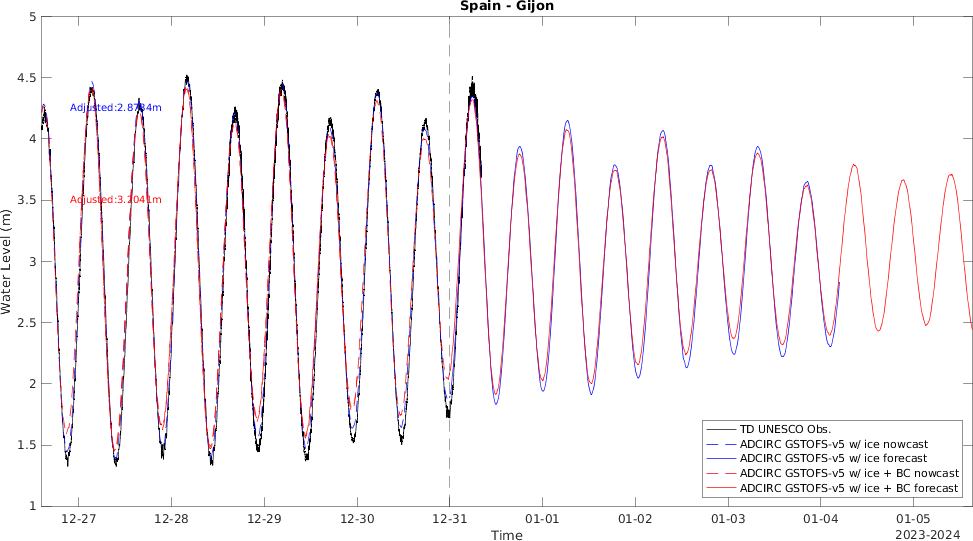 Spain - Gijon
5
4.5
4
3.5
3
2.5
2
1.5
1
Water Level (m)
Adjusted:2.8784m
Adjusted:3.2041m
TD UNESCO Obs.
ADCIRC GSTOFS-v5 w/ ice nowcast
ADCIRC GSTOFS-v5 w/ ice forecast
ADCIRC GSTOFS-v5 w/ ice + BC nowcast
ADCIRC GSTOFS-v5 w/ ice + BC forecast
12-27 12-28 12-29 12-30 12-31 01-01 01-02 01-03 01-04 01-05
Time
2023-2024